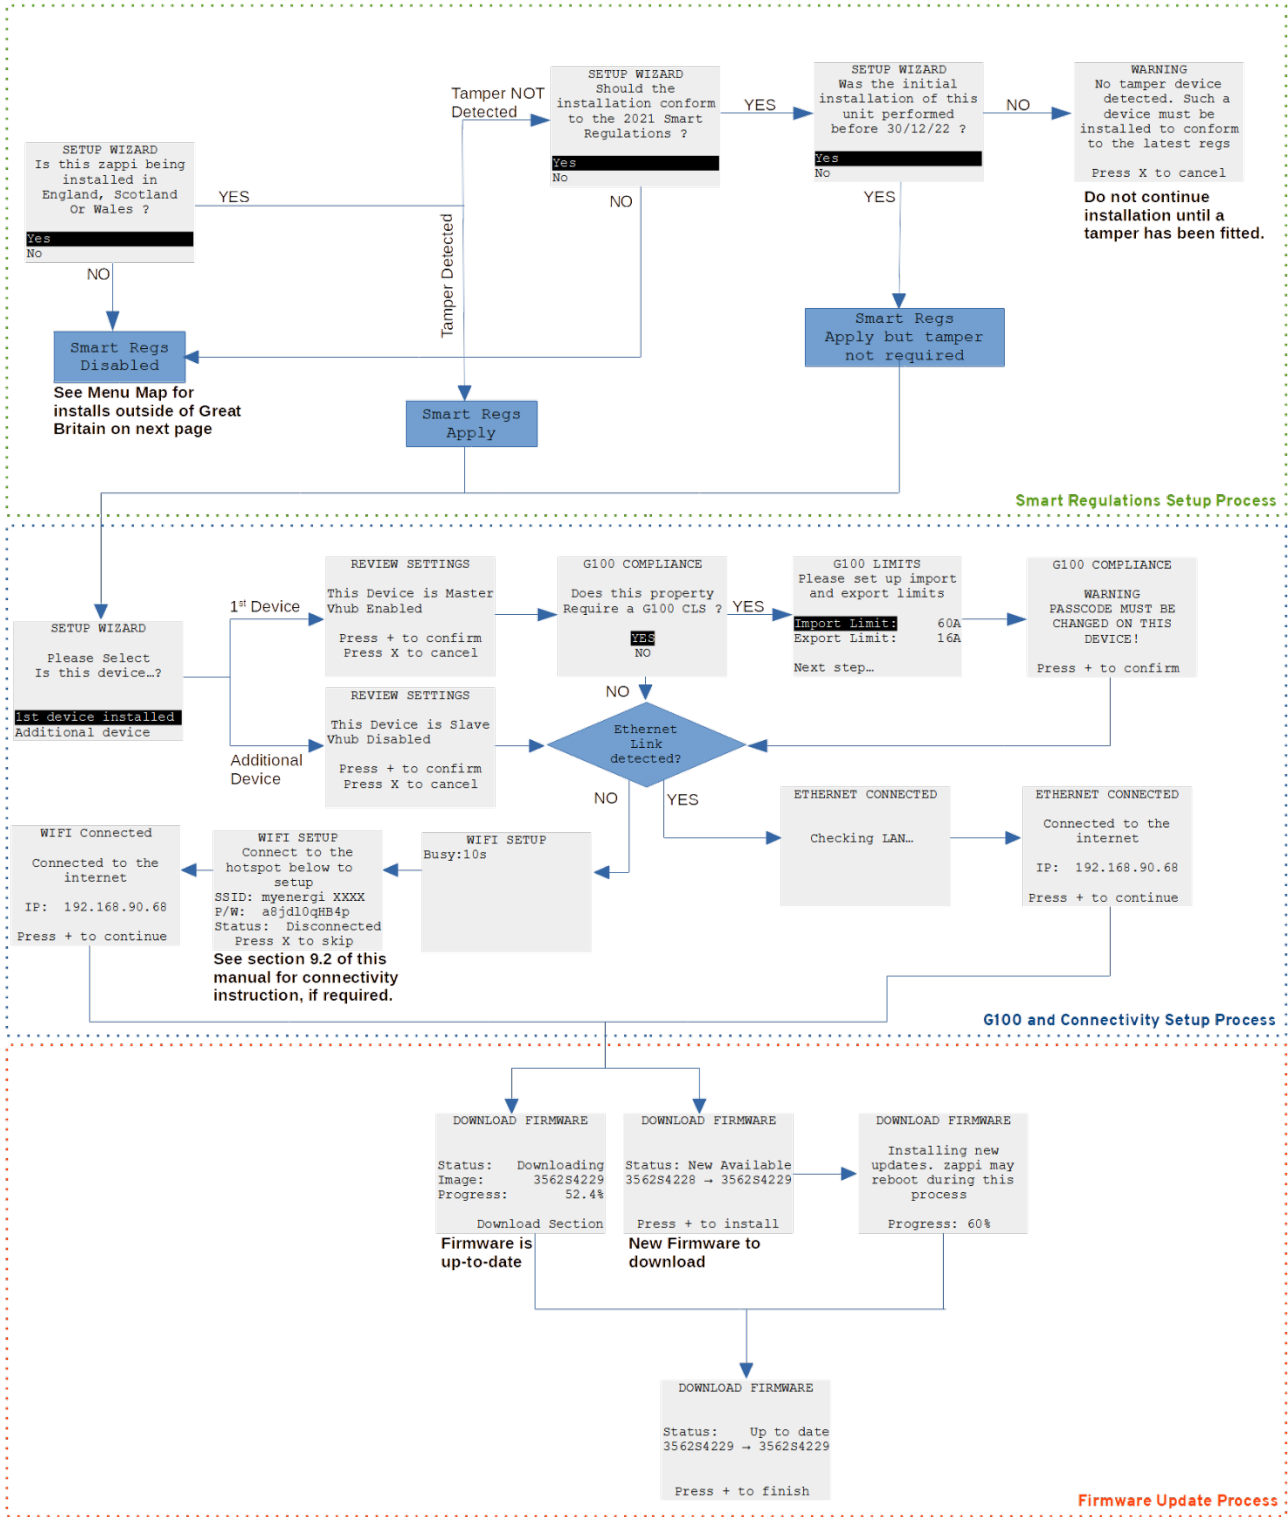 SETUP WIZARD
Is this zappi being
installed in
England, Scotland
Or Wales ?
Yes
No
YES
NO
Tamper NOT
Detected
Tamper Detected
SETUP WIZARD
Should the
installation conform
to the 2021 Smart
Regulations ?
Yes
No
YES
NO
SETUP WIZARD
Was the initial
installation of this
unit performed
before 30/12/22 ?
Yes
No
NO
YES
WARNING
No tamper device
detected. Such a
device must be
installed to conform
to the latest regs
Press X to cancel
Do not continue
installation until a
tamper has been fitted.
Smart Regs
Disabled
See Menu Map for
installs outside of Great
Britain on next page
Smart Regs
Apply
Smart Regs
Apply but tamper
not required
Smart Regulations Setup Process
SETUP WIZARD
Please Select
Is this device…?
1st device installed
Additional device
1st Device
Additional
Device
REVIEW SETTINGS
This Device is Master
Vhub Enabled
Press + to confirm
Press X to cancel
REVIEW SETTINGS
This Device is Slave
Vhub Disabled
Press + to confirm
Press X to cancel
G100 COMPLIANCE
Does this property
Require a G100 CLS ?
YES
NO
YES
NO
G100 LIMITS
Please set up import
and export limits
Import Limit: 60A
Export Limit: 16A
Next step…
G100 COMPLIANCE
WARNING
PASSCODE MUST BE
CHANGED ON THIS
DEVICE!
Press + to confirm
Ethernet
Link
detected?
NO
YES
ETHERNET CONNECTED
Checking LAN…
ETHERNET CONNECTED
Connected to the
internet
IP: 192.168.90.68
Press + to continue
WIFI SETUP
Busy:10s
WIFI SETUP
Connect to the
hotspot below to
setup
SSID: myenergi XXXX
P/W: a8jdl0qHB4p
Status: Disconnected
Press X to skip
See section 9.2 of this
manual for connectivity
instruction, if required.
WIFI Connected
Connected to the
internet
IP: 192.168.90.68
Press + to continue
G100 and Connectivity Setup Process
DOWNLOAD FIRMWARE
Status: Downloading
Image: 3562S4229
Progress: 52.4%
Download Section
Firmware is
up-to-date
DOWNLOAD FIRMWARE
Status: New Available
3562S4228 → 3562S4229
Press + to install
New Firmware to
download
DOWNLOAD FIRMWARE
Installing new
updates. zappi may
reboot during this
process
Progress: 60%
DOWNLOAD FIRMWARE
Status: Up to date
3562S4229 → 3562S4229
Press + to finish
Firmware Update Process